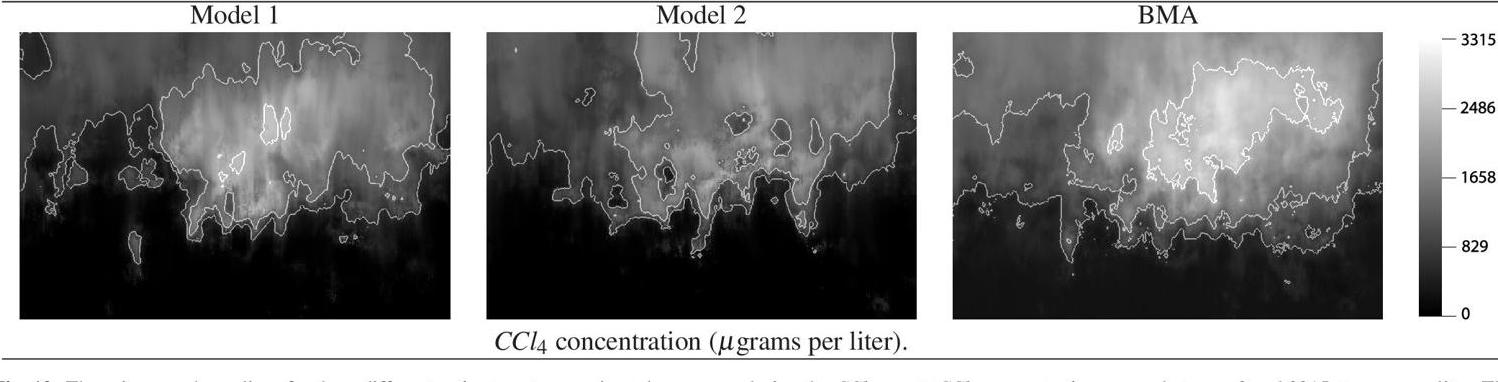 Model 1
Model 2
BMA
3315
2486
1658
829
0
CCl4 concentration (μgrams per liter).